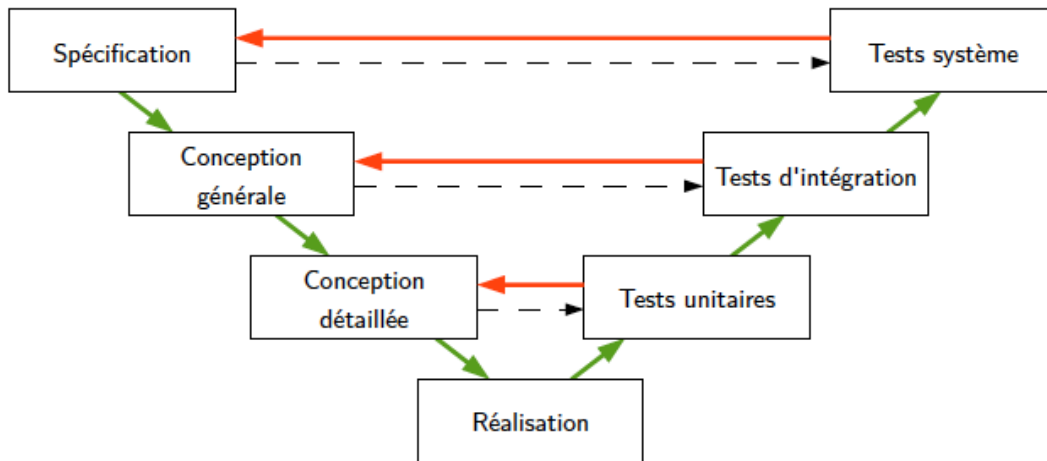 Spécification
Tests système
Conception
générale
Tests d'intégration
Conception
détaillée
Tests unitaires
Réalisation